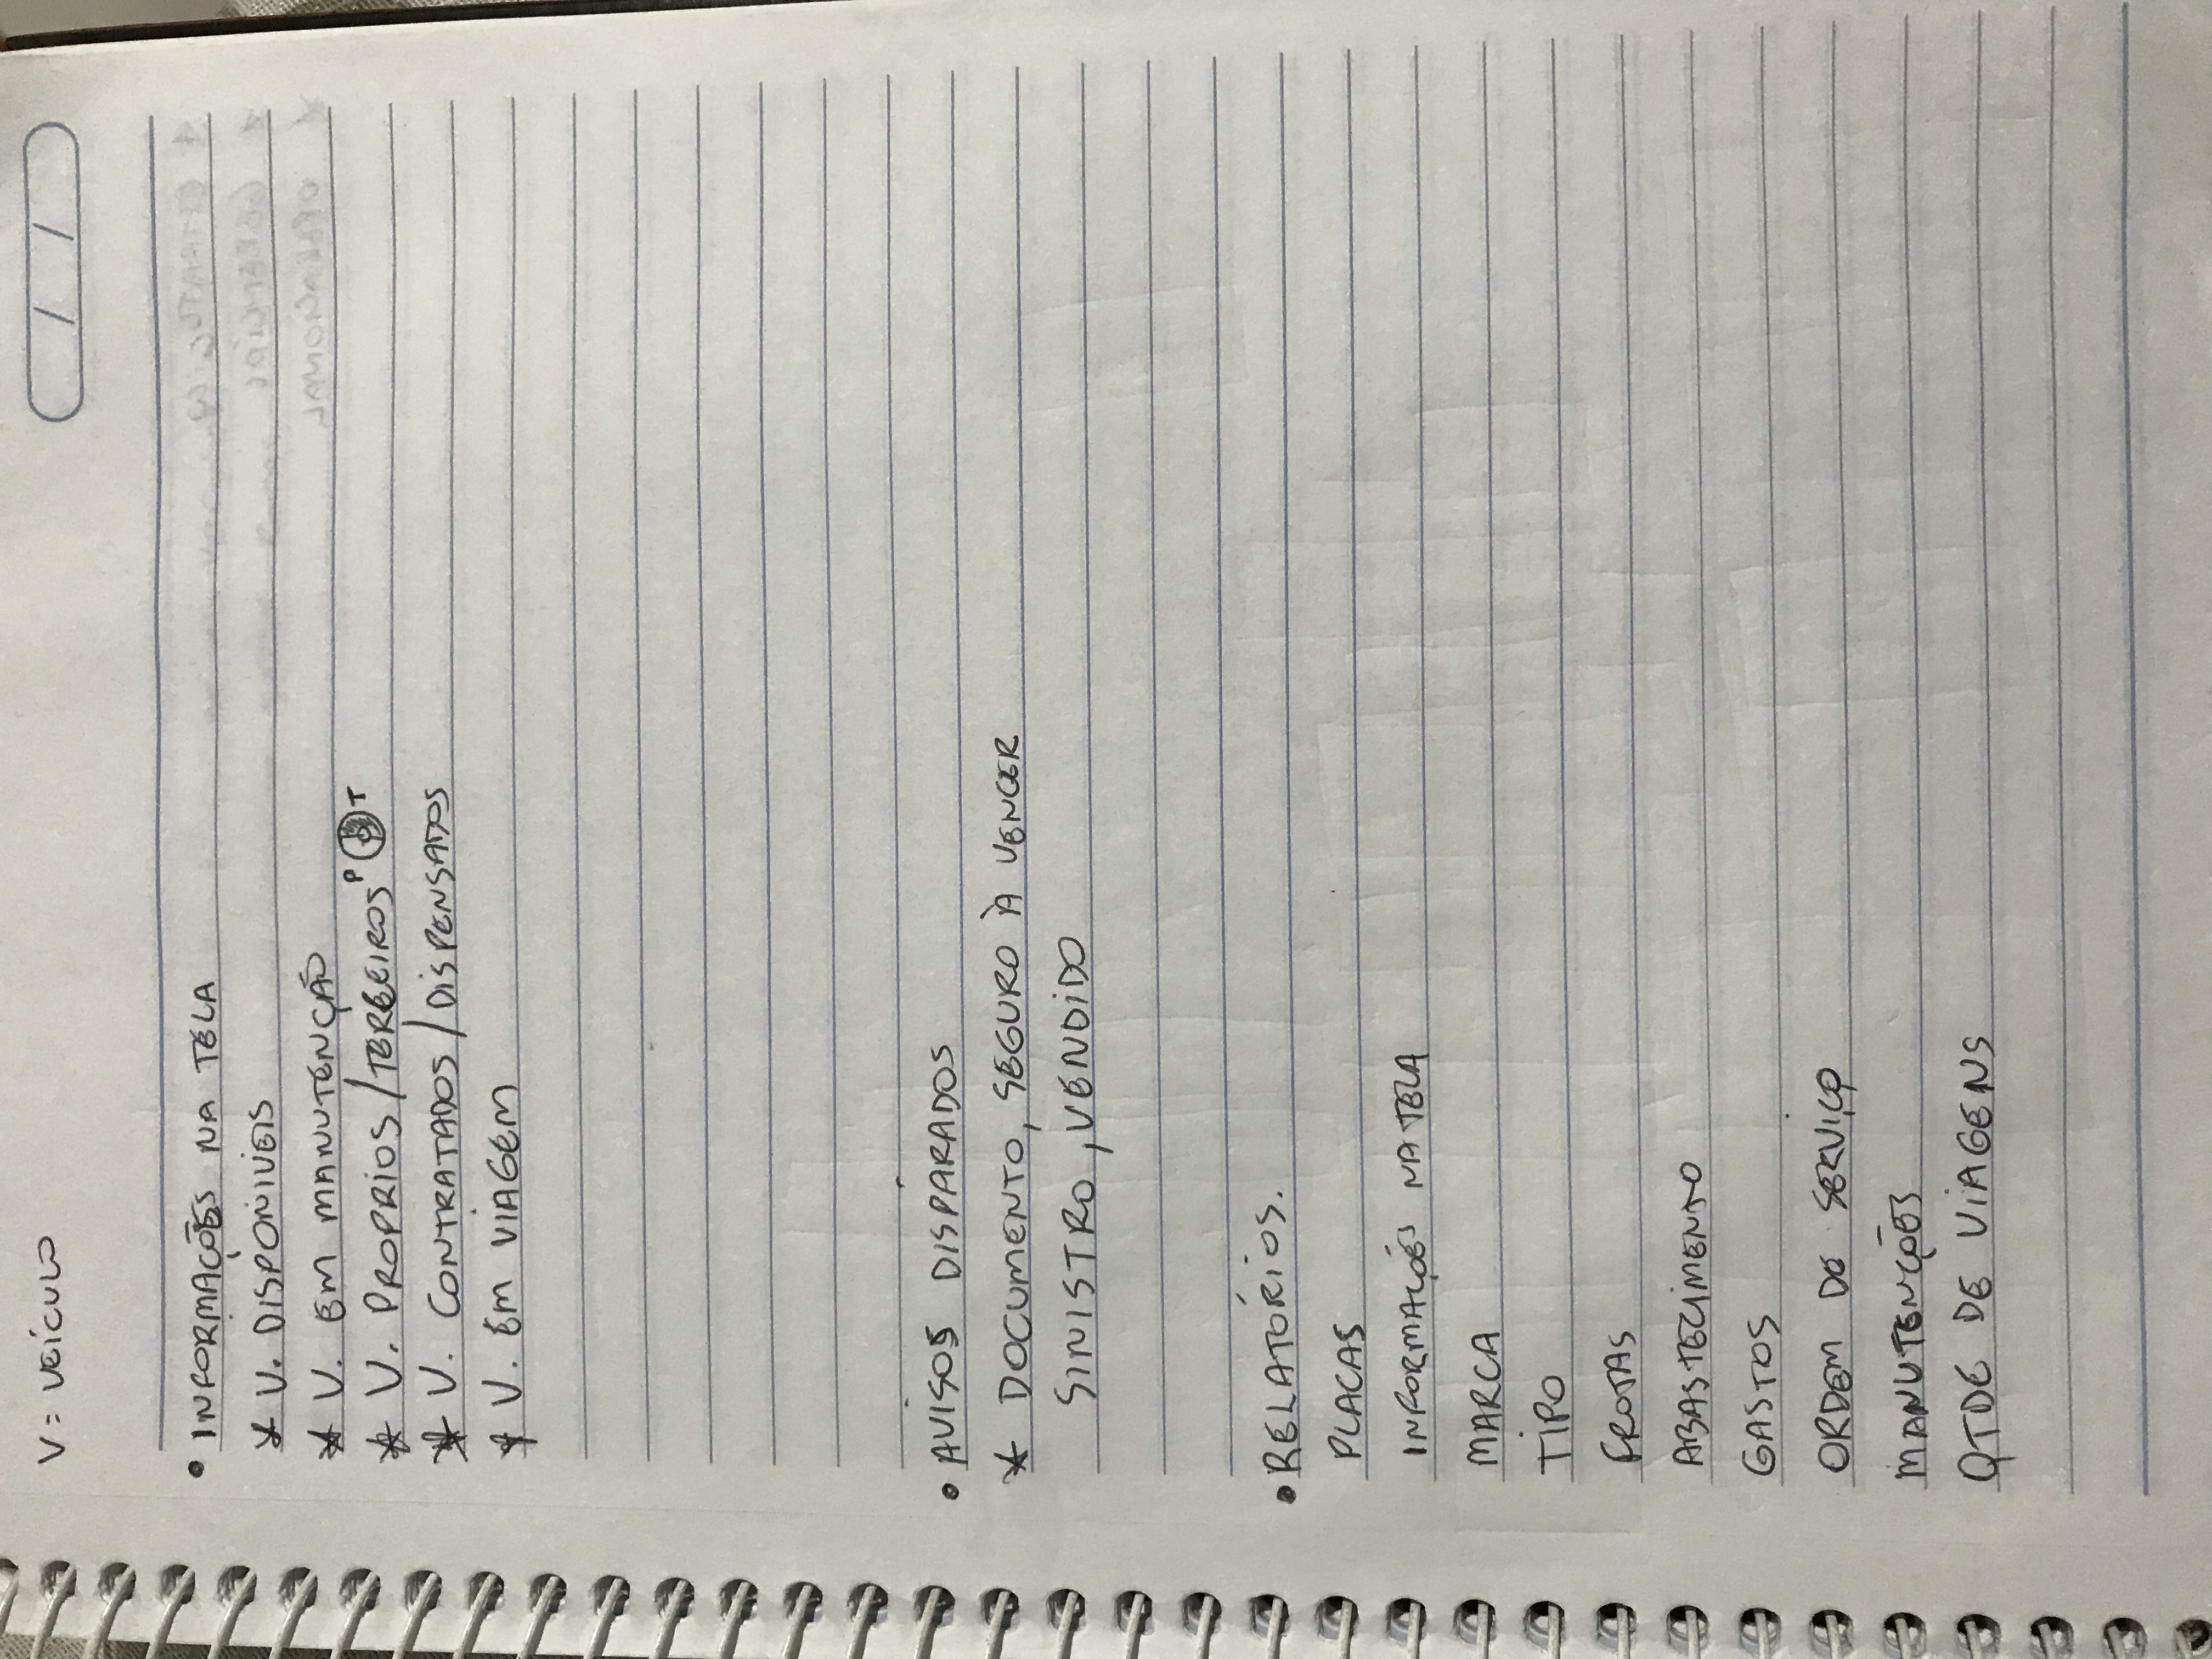 V = VEÍCULO
• INFORMAÇÕES NA TELA
* V. DISPONIVEIS
* V. EM MANUTENÇÃO
* V. PROPRIOS / TERCEIROS P T
* V. CONTRATADOS / DISPENSADOS
* V. EM VIAGEM
• AVISOS DISPARADOS
* DOCUMENTO, SEGURO À VENCER
SINISTRO, VENDIDO
• RELATÓRIOS.
PLACAS
INFORMAÇÕES NA TELA
MARCA
TIPO
FROTAS
ABASTECIMENTO
GASTOS
ORDEM DE SERVIÇO
MANUTENÇÕES
QTDE DE VIAGENS